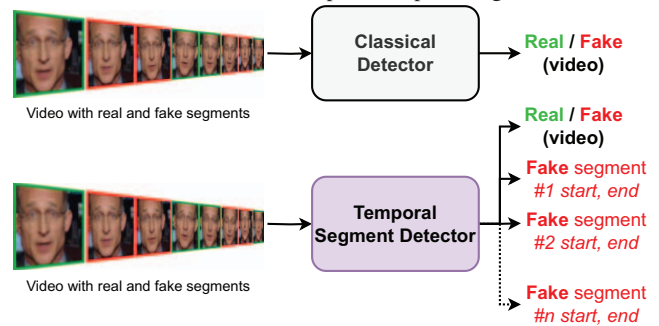 Classical
Detector
Real / Fake
(video)
Video with real and fake segments
Real / Fake
(video)
Fake segment
#1 start, end
Temporal
Segment Detector
Fake segment
#2 start, end
Video with real and fake segments
Fake segment
#n start, end